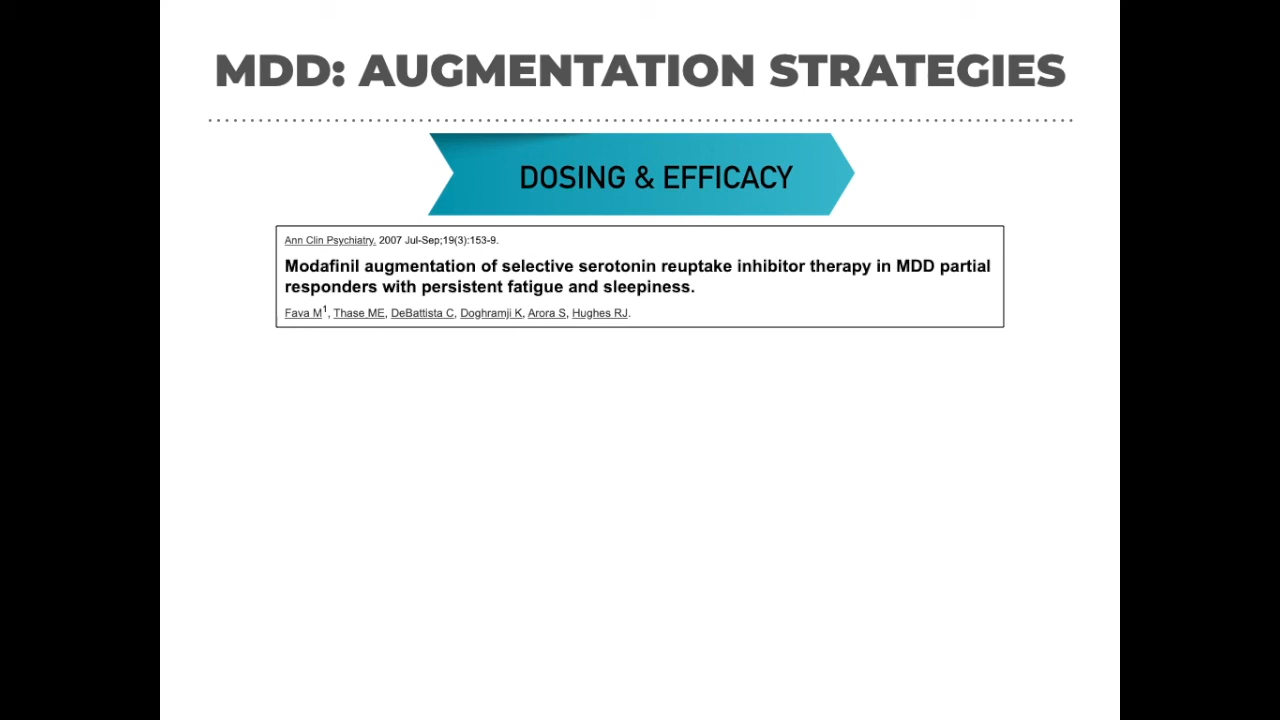 MDD: AUGMENTATION STRATEGIES
DOSING & EFFICACY
Ann Clin Psychiatry. 2007 Jul-Sep;19(3):153-9.
Modafinil augmentation of selective serotonin reuptake inhibitor therapy in MDD partial
responders with persistent fatigue and sleepiness.
Fava M1, Thase ME, DeBattista C, Doghramji K, Arora S, Hughes RJ.